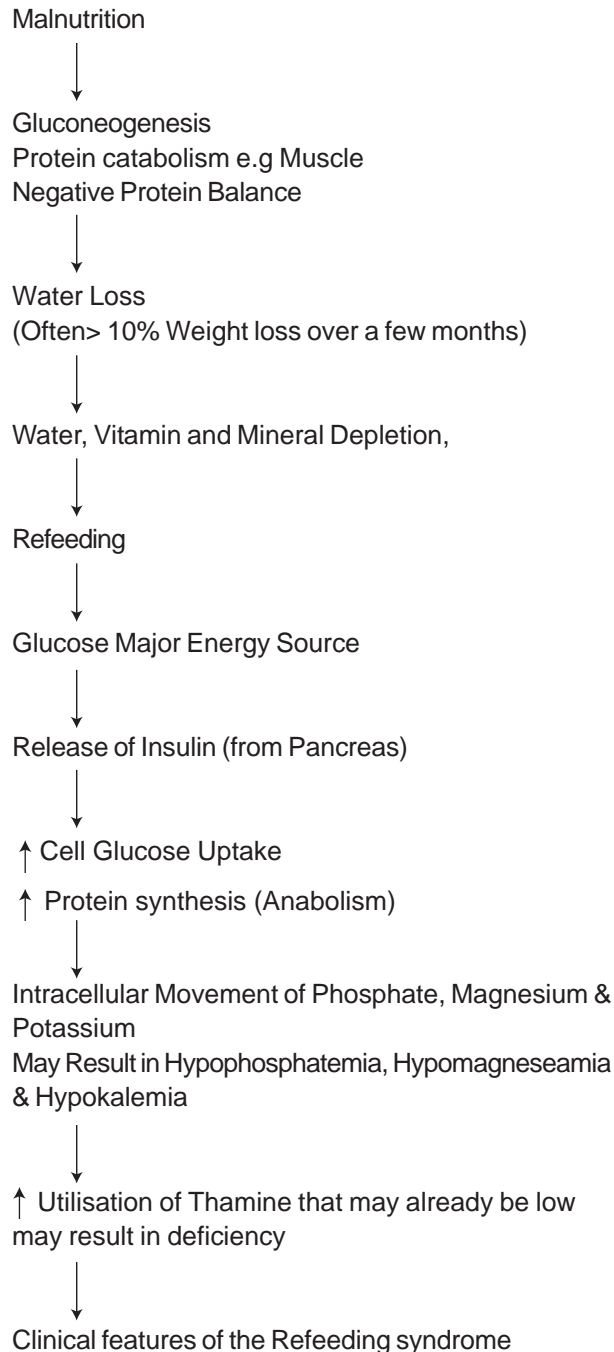 Malnutrition
Gluconeogenesis
Protein catabolism e.g Muscle
Negative Protein Balance
Water Loss
(Often> 10% Weight loss over a few months)
Water, Vitamin and Mineral Depletion,
Refeeding
Glucose Major Energy Source
Release of Insulin (from Pancreas)
↑ Cell Glucose Uptake
↑ Protein synthesis (Anabolism)
Intracellular Movement of Phosphate, Magnesium &
Potassium
May Result in Hypophosphatemia, Hypomagneseamia
& Hypokalemia
↑ Utilisation of Thamine that may already be low
may result in deficiency
Clinical features of the Refeeding syndrome